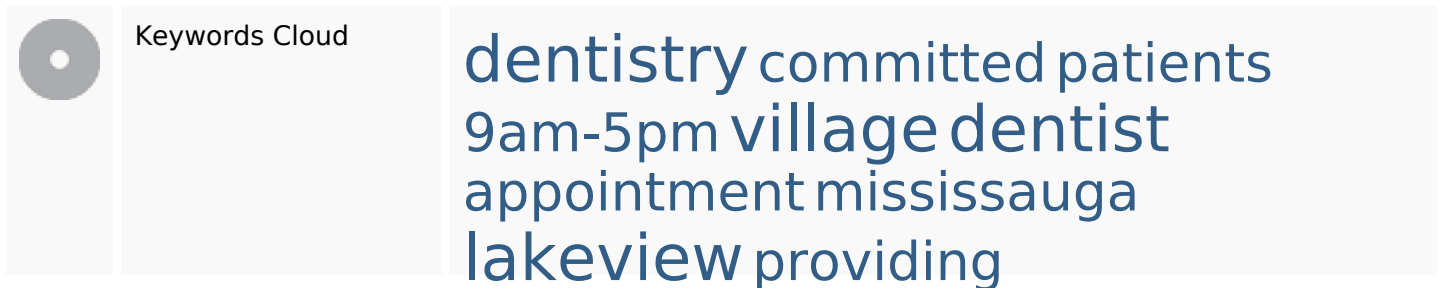 Keywords Cloud
dentistry committed patients
9am-5pm village dentist
appointment mississauga
lakeview providing